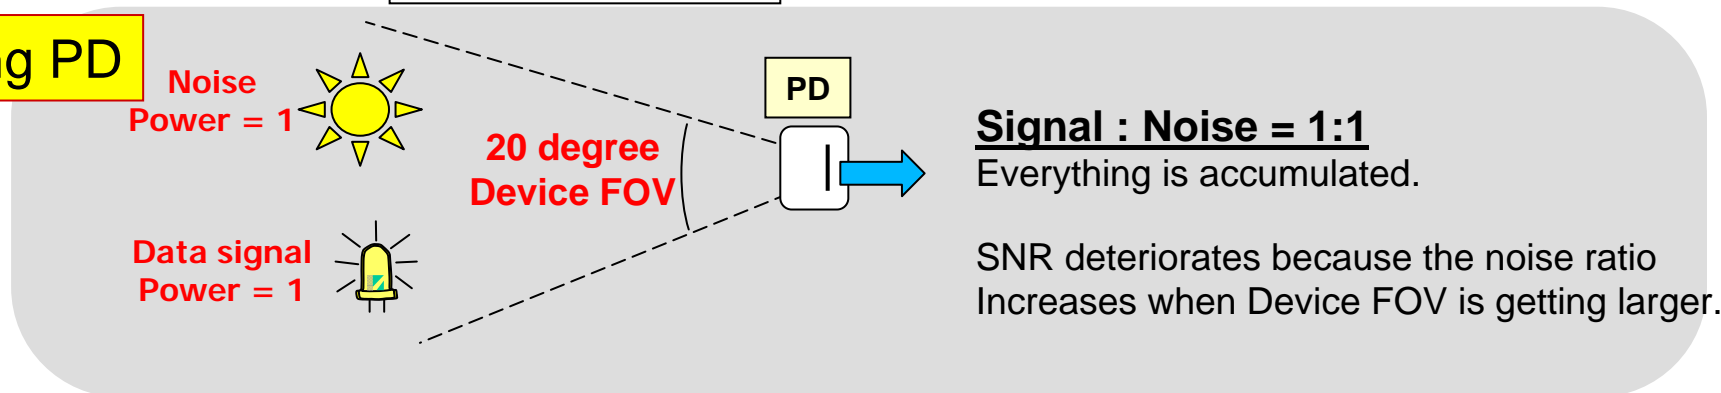 PD
Noise
Power = 1
20 degree
Device FOV
Data signal
Power = 1
PD
Signal : Noise = 1:1
Everything is accumulated.
SNR deteriorates because the noise ratio
Increases when Device FOV is getting larger.